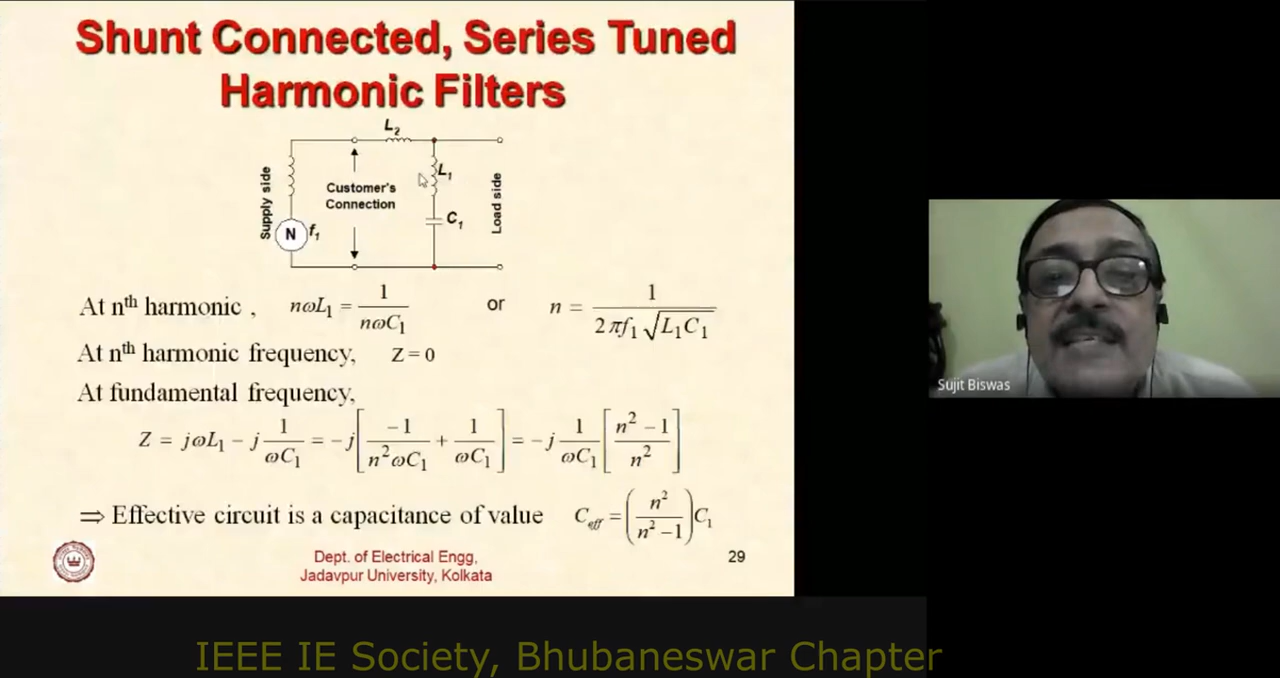 Shunt Connected, Series Tuned
Harmonic Filters
L₂
Supply side
Customer's
Connection
L₁
C₁
Load side
N
f₁
At nᵗʰ harmonic , nωL₁ = 1/(nωC₁) or n = 1/(2πf₁√(L₁C₁))
At nᵗʰ harmonic frequency, Z = 0
At fundamental frequency,
Z = jωL₁ − j 1/(ωC₁) = −j[−1/(n²ωC₁) + 1/(ωC₁)] = −j 1/(ωC₁) [(n² − 1)/n²]
⇒ Effective circuit is a capacitance of value C_eff = (n²/(n² − 1))C₁
Dept. of Electrical Engg,
Jadavpur University, Kolkata
29
Sujit Biswas
IEEE IE Society, Bhubaneswar Chapter